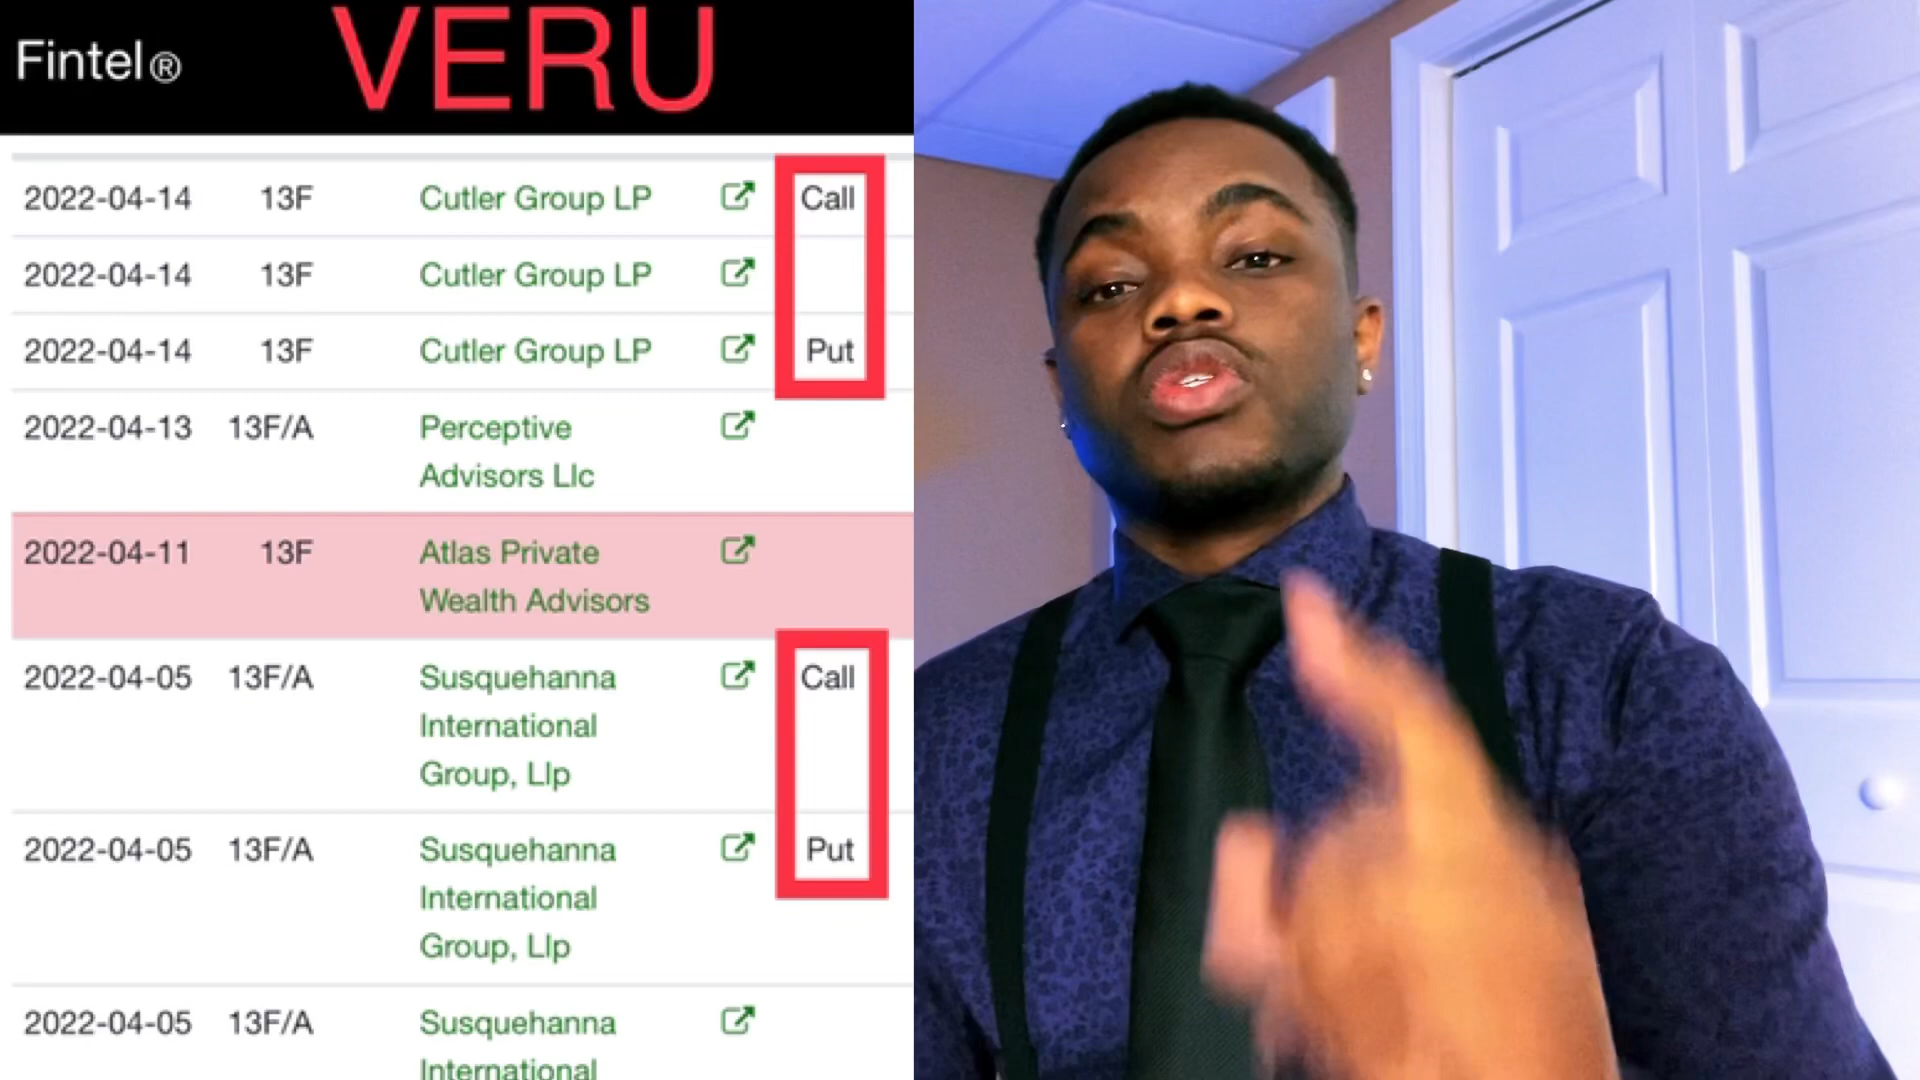 Fintel® VERU
2022-04-14 13F Cutler Group LP Call
2022-04-14 13F Cutler Group LP
2022-04-14 13F Cutler Group LP Put
2022-04-13 13F/A Perceptive
Advisors Llc
2022-04-11 13F Atlas Private
Wealth Advisors
2022-04-05 13F/A Susquehanna Call
International
Group, Llp
2022-04-05 13F/A Susquehanna Put
International
Group, Llp
2022-04-05 13F/A Susquehanna
International